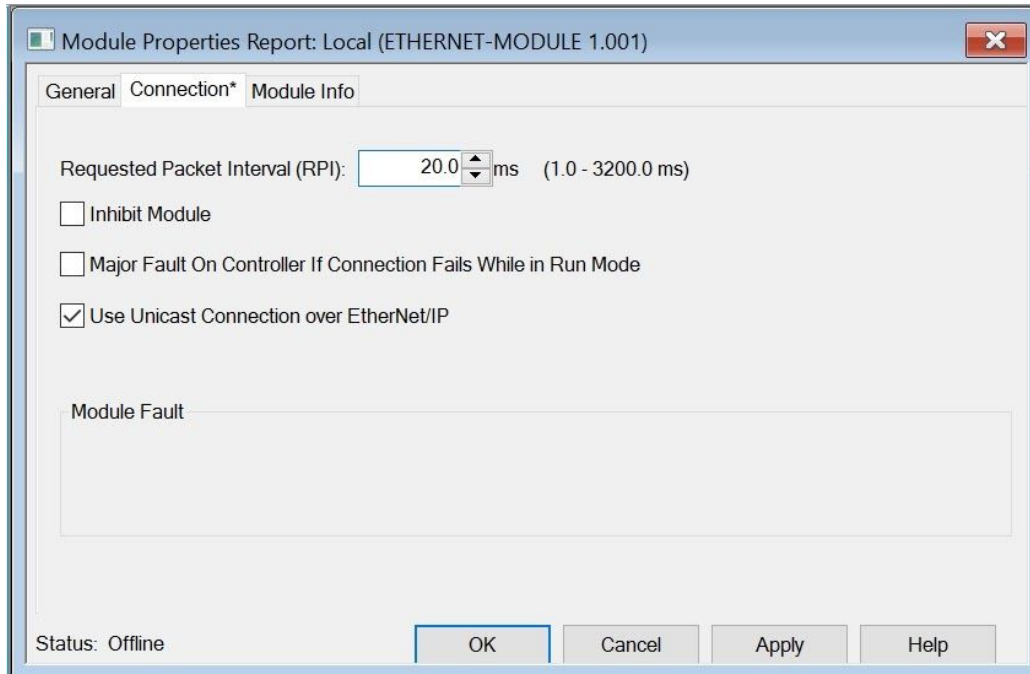 Module Properties Report: Local (ETHERNET-MODULE 1.001)
General Connection* Module Info
Requested Packet Interval (RPI): 20.0 ms (1.0 - 3200.0 ms)
Inhibit Module
Major Fault On Controller If Connection Fails While in Run Mode
Use Unicast Connection over EtherNet/IP
Module Fault
Status: Offline OK Cancel Apply Help